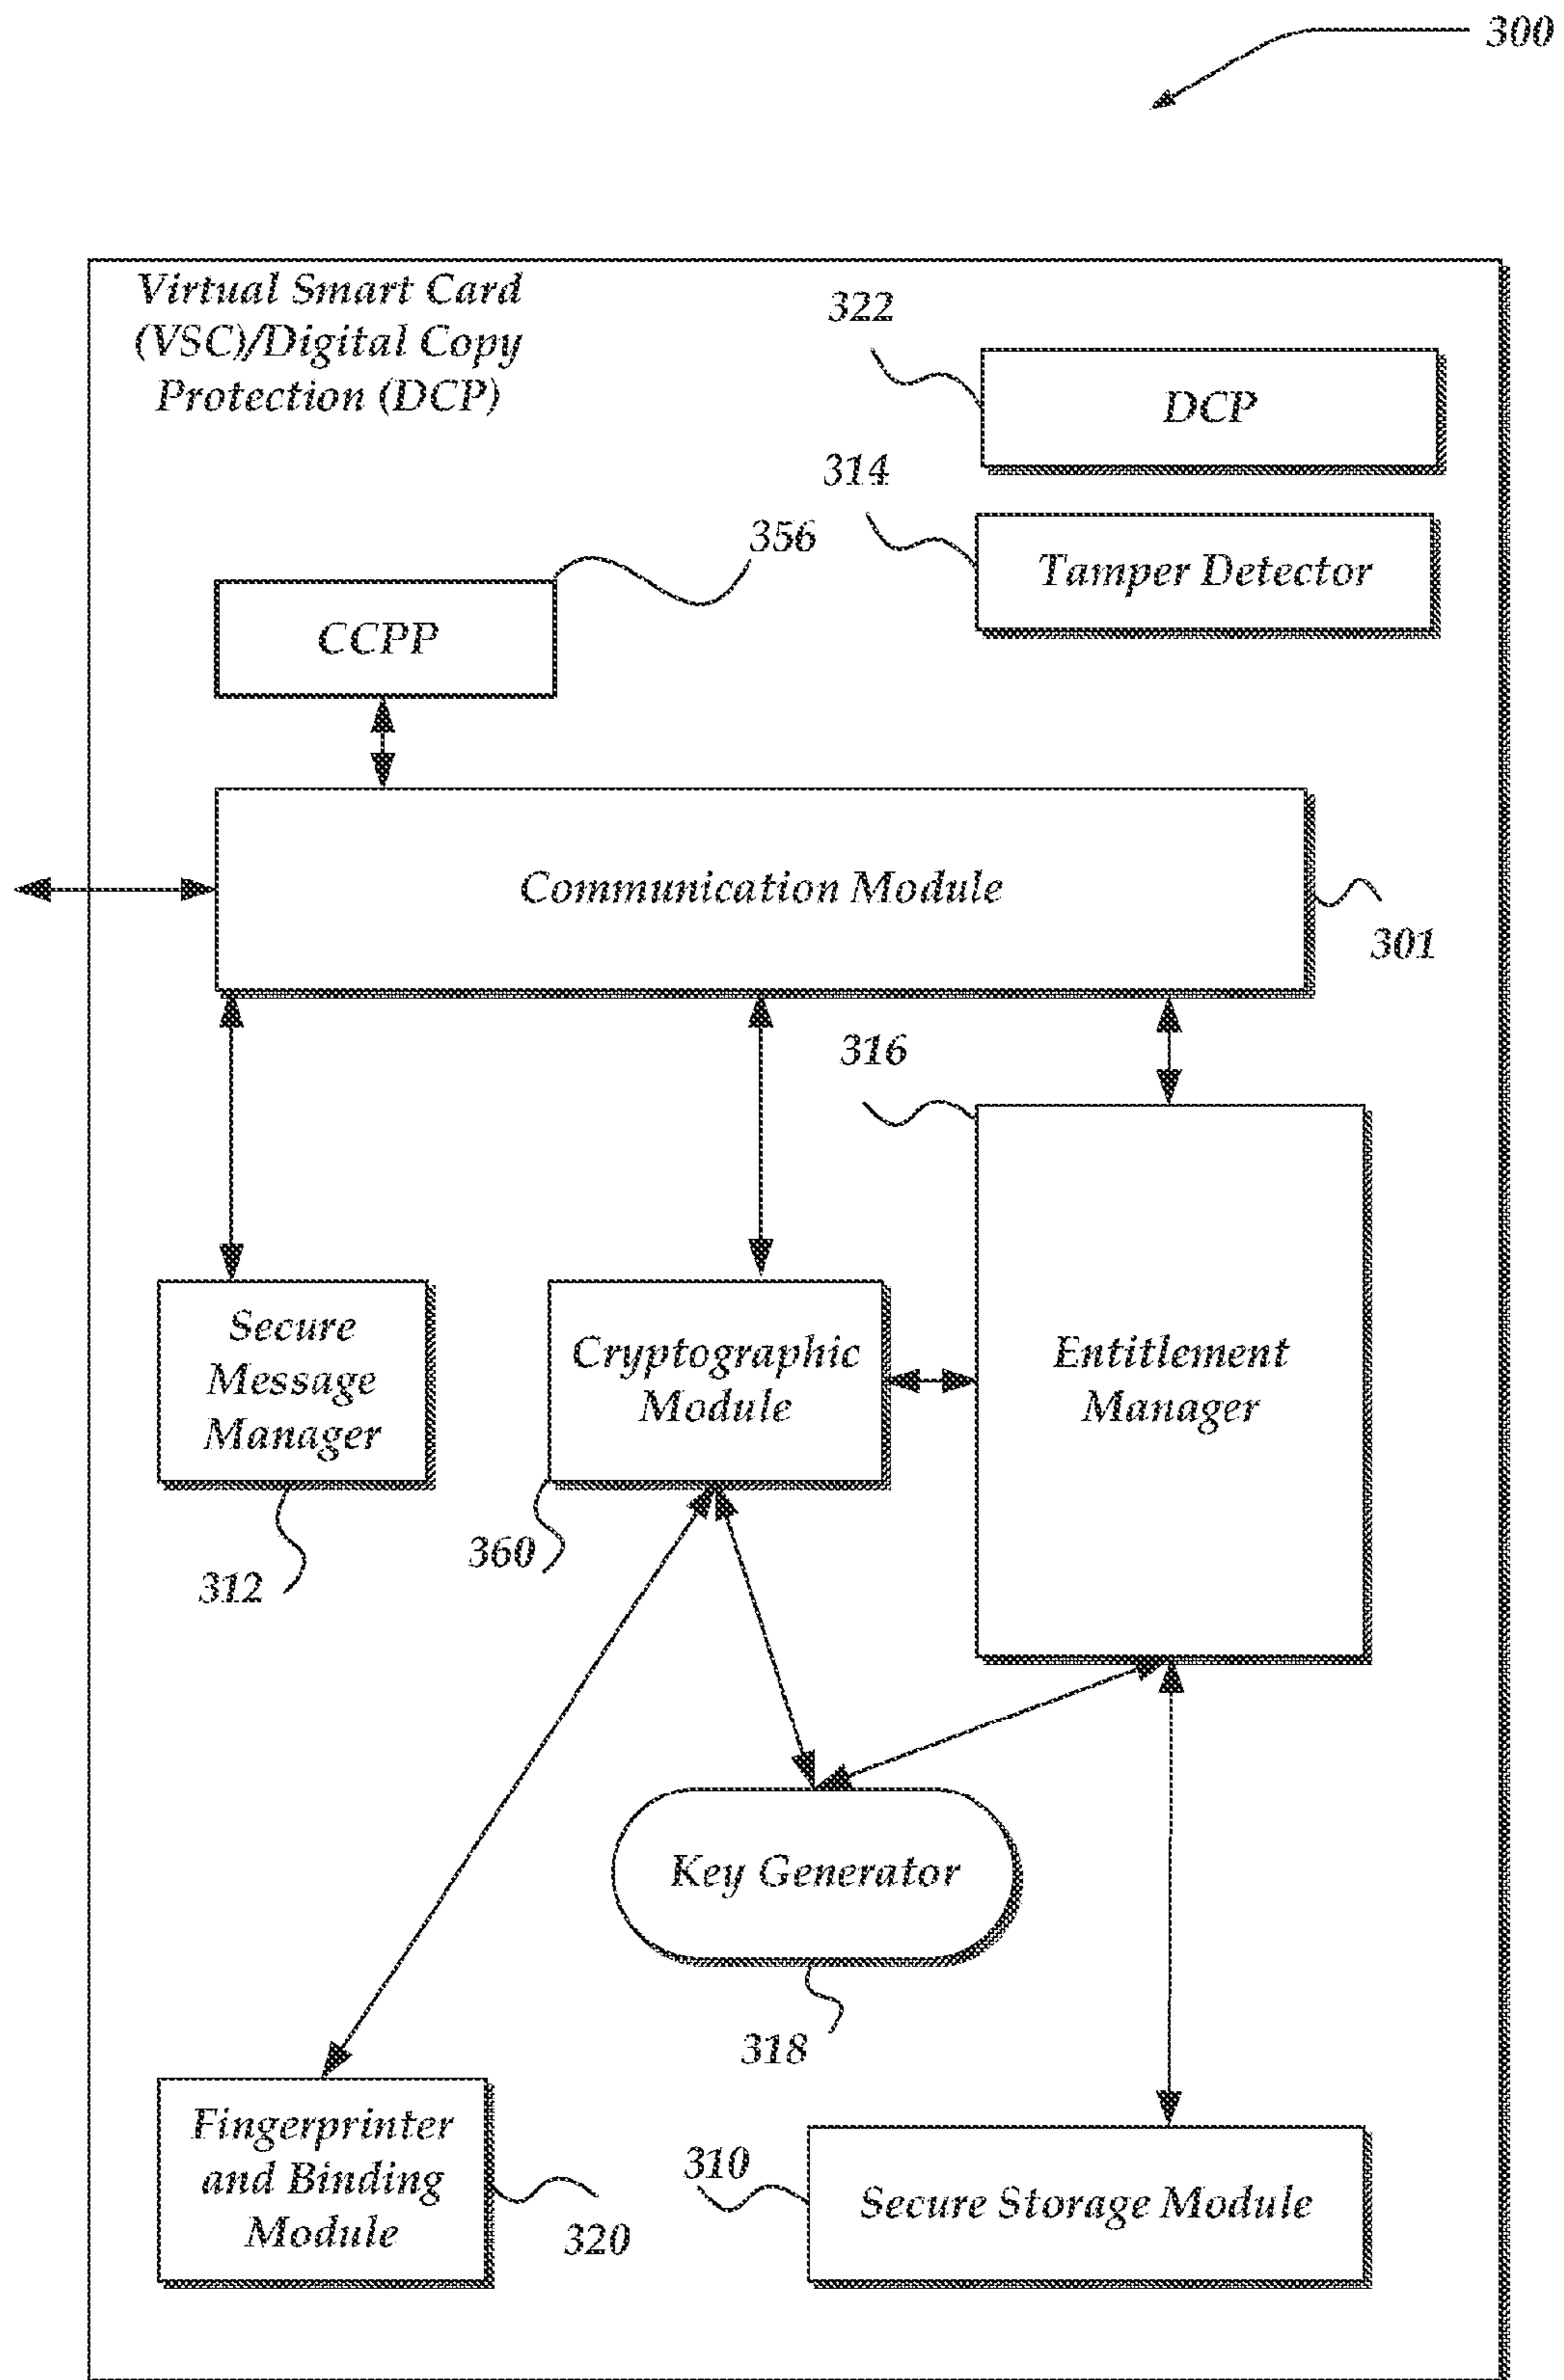 300
Virtual Smart Card
(VSC)/Digital Copy
Protection (DCP)
322
DCP
314
Tamper Detector
356
CCPP
Communication Module
301
316
Secure
Message
Manager
Cryptographic
Module
Entitlement
Manager
360
312
Key Generator
318
Fingerprinter
and Binding
Module
320
310
Secure Storage Module